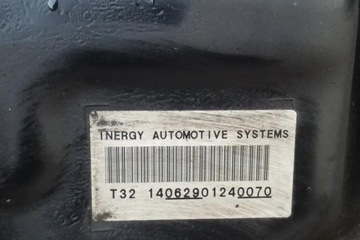 INERGY AUTOMOTIVE SYSTEMS
T32 14062901240070